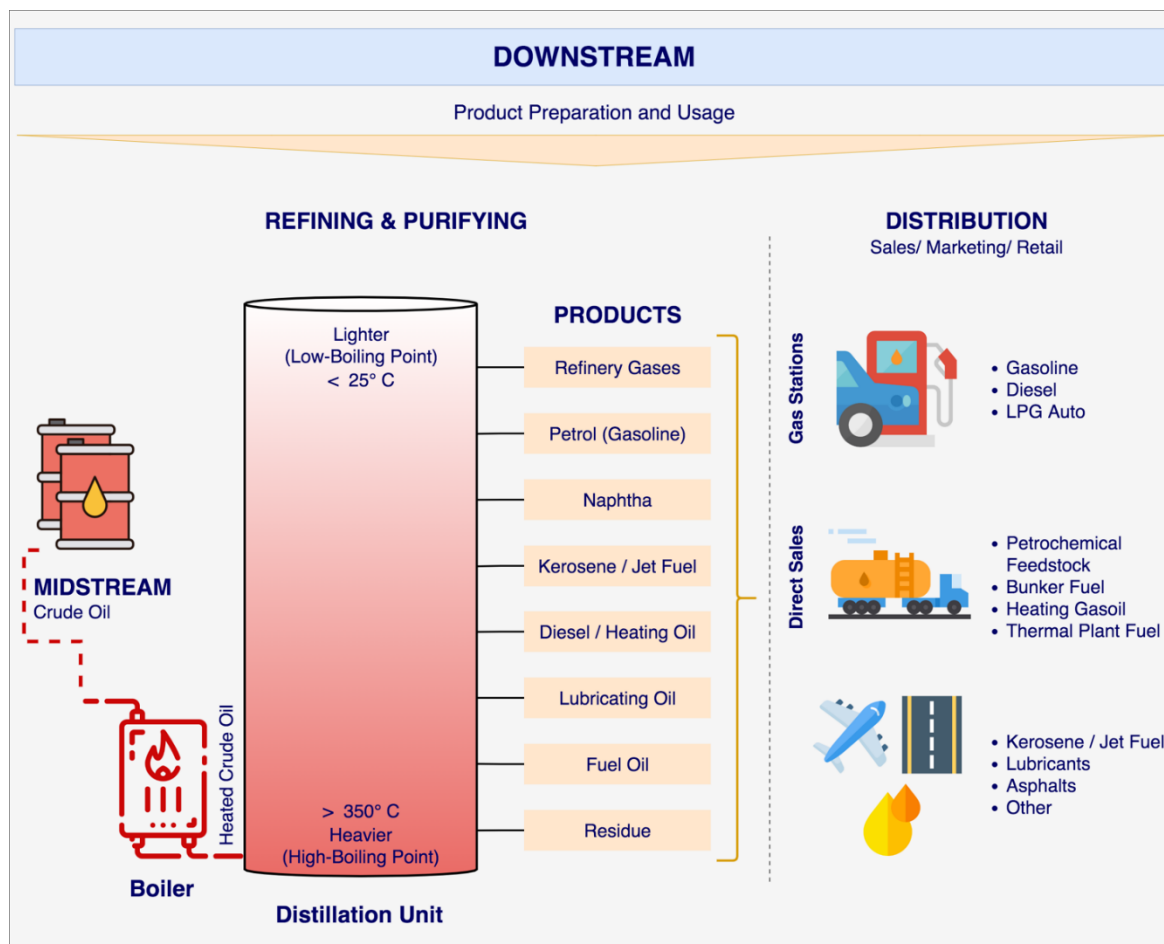 DOWNSTREAM
Product Preparation and Usage
REFINING & PURIFYING
DISTRIBUTION
Sales/ Marketing/ Retail
Lighter
(Low-Boiling Point)
< 25° C
> 350° C
Heavier
(High-Boiling Point)
Distillation Unit
MIDSTREAM
Crude Oil
Boiler
Heated Crude Oil
PRODUCTS
Refinery Gases
Petrol (Gasoline)
Naphtha
Kerosene / Jet Fuel
Diesel / Heating Oil
Lubricating Oil
Fuel Oil
Residue
Gas Stations
• Gasoline
• Diesel
• LPG Auto
Direct Sales
• Petrochemical
Feedstock
• Bunker Fuel
• Heating Gasoil
• Thermal Plant Fuel
• Kerosene / Jet Fuel
• Lubricants
• Asphalts
• Other